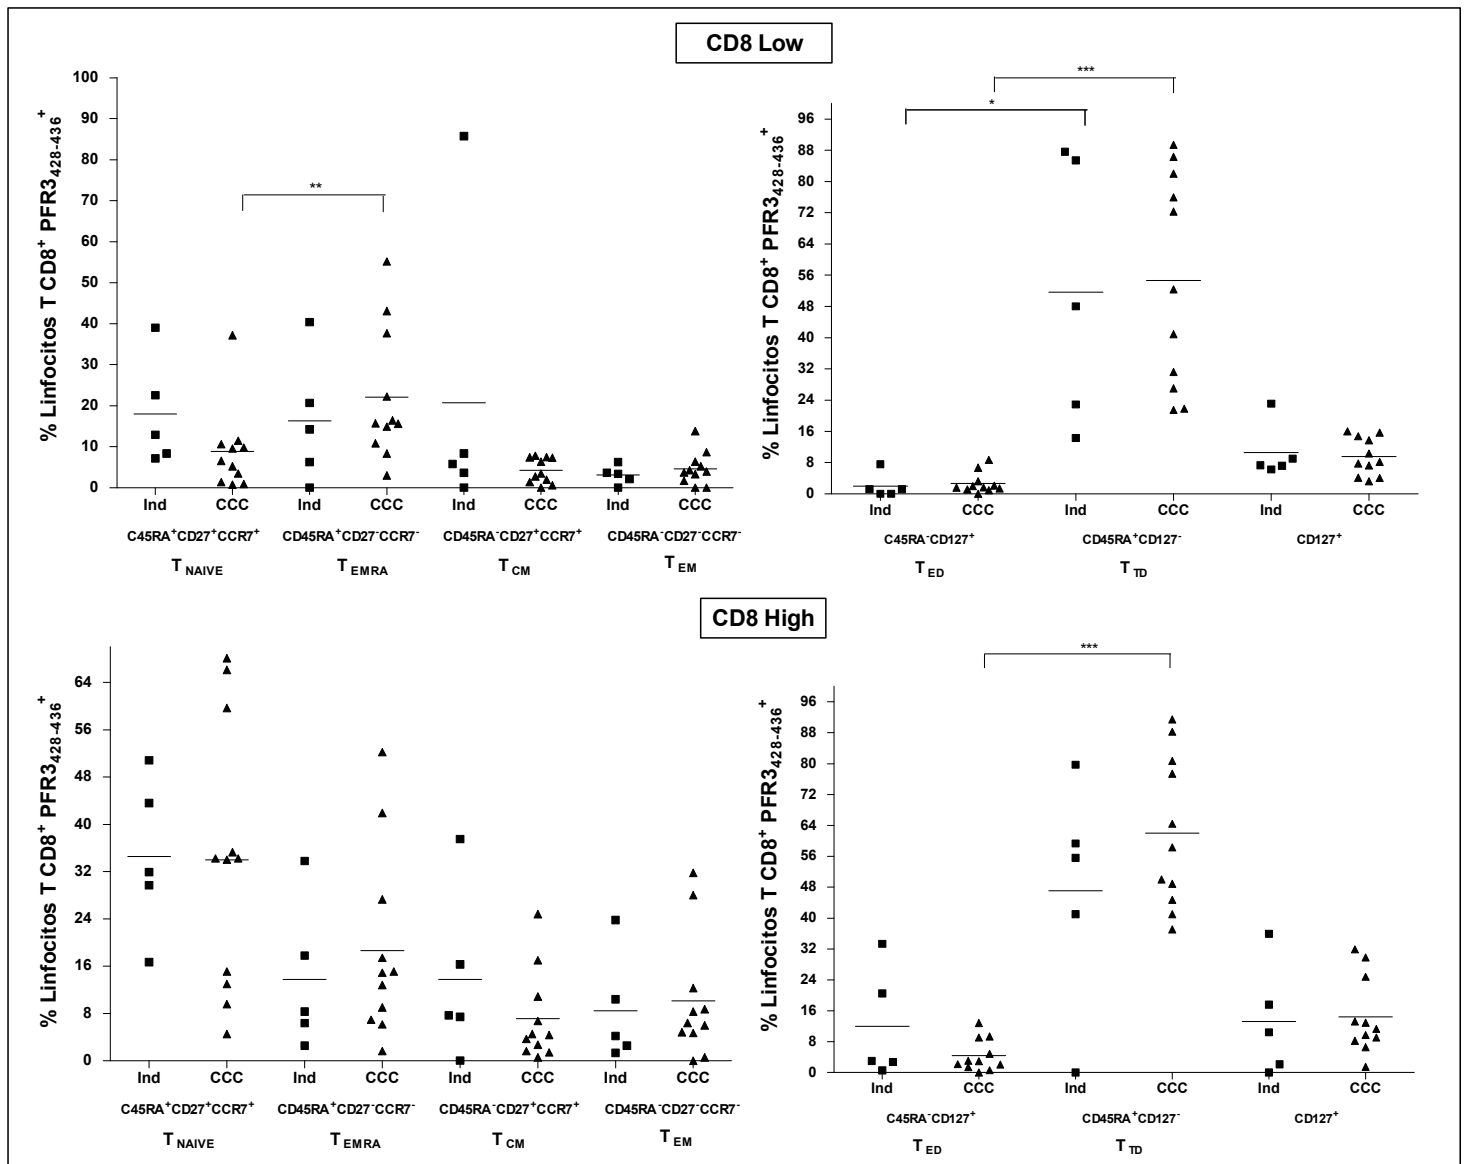 CD8 Low
% Linfocitos T CD8+ PFR3428-436+
100
90
80
70
60
50
40
30
20
10
0
**
Ind CCC Ind CCC Ind CCC Ind CCC
C45RA+CD27+CCR7+ CD45RA+CD27-CCR7- CD45RA-CD27+CCR7+ CD45RA-CD27-CCR7-
T NAIVE T EMRA T CM T EM
% Linfocitos T CD8+ PFR3428-436+
96
88
80
72
64
56
48
40
32
24
16
8
0
***
*
Ind CCC Ind CCC Ind CCC
C45RA-CD127+ CD45RA+CD127- CD127+
T ED T TD
CD8 High
% Linfocitos T CD8+ PFR3428-436+
64
56
48
40
32
24
16
8
0
Ind CCC Ind CCC Ind CCC Ind CCC
C45RA+CD27+CCR7+ CD45RA+CD27-CCR7- CD45RA-CD27+CCR7+ CD45RA-CD27-CCR7-
T NAIVE T EMRA T CM T EM
% Linfocitos T CD8+ PFR3428-436+
96
88
80
72
64
56
48
40
32
24
16
8
0
***
Ind CCC Ind CCC Ind CCC
C45RA-CD127+ CD45RA+CD127- CD127+
T ED T TD